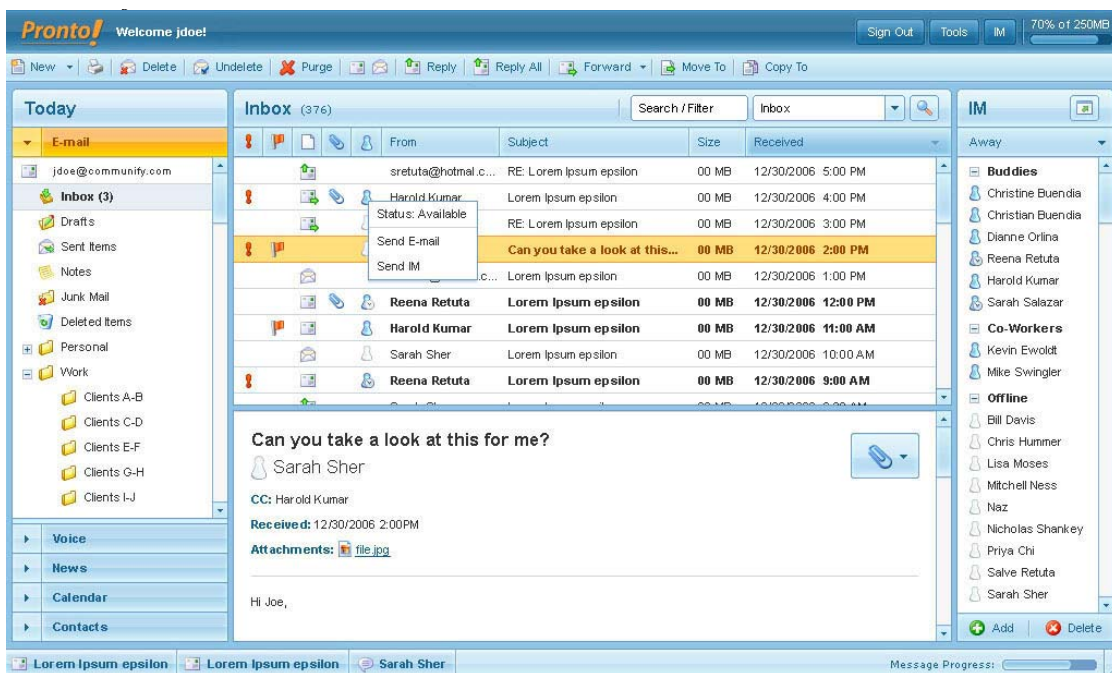 Pronto! Welcome jdoe! Sign Out Tools IM 70% of 250MB
New Delete Undelete Purge Reply Reply All Forward Move To Copy To
Today
E-mail
jdoe@communify.com
Inbox (3)
Drafts
Sent Items
Notes
Junk Mail
Deleted Items
Personal
Work
Clients A-B
Clients C-D
Clients E-F
Clients G-H
Clients I-J
Voice
News
Calendar
Contacts
Inbox (376) Search / Filter Inbox
From Subject Size Received
sretuta@hotmal.c... RE: Lorem Ipsum epsilon 00 MB 12/30/2006 5:00 PM
Harold Kumar Lorem Ipsum epsilon 00 MB 12/30/2006 4:00 PM
RE: Lorem Ipsum epsilon 00 MB 12/30/2006 3:00 PM
Can you take a look at this... 00 MB 12/30/2006 2:00 PM
.c... Lorem Ipsum epsilon 00 MB 12/30/2006 1:00 PM
Reena Retuta Lorem Ipsum epsilon 00 MB 12/30/2006 12:00 PM
Harold Kumar Lorem Ipsum epsilon 00 MB 12/30/2006 11:00 AM
Sarah Sher Lorem Ipsum epsilon 00 MB 12/30/2006 10:00 AM
Reena Retuta Lorem Ipsum epsilon 00 MB 12/30/2006 9:00 AM
Status: Available
Send E-mail
Send IM
Can you take a look at this for me?
Sarah Sher
CC: Harold Kumar
Received: 12/30/2006 2:00PM
Attachments: file.jpg
Hi Joe,
IM
Away
Buddies
Christine Buendia
Christian Buendia
Dianne Orlina
Reena Retuta
Harold Kumar
Sarah Salazar
Co-Workers
Kevin Ewoldt
Mike Swingler
Offline
Bill Davis
Chris Hummer
Lisa Moses
Mitchell Ness
Naz
Nicholas Shankey
Priya Chi
Salve Retuta
Sarah Sher
Add Delete
Lorem Ipsum epsilon Lorem Ipsum epsilon Sarah Sher Message Progress: